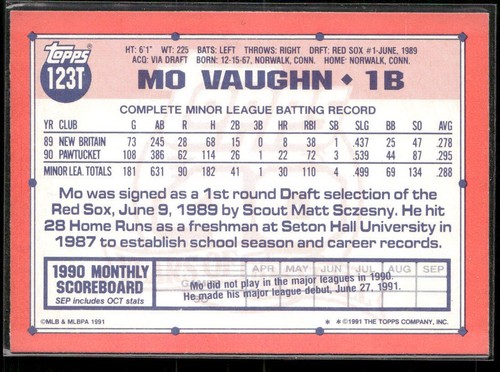 Topps
123T
HT: 6'1" WT: 225 BATS: LEFT THROWS: RIGHT DRFT: RED SOX #1-JUNE, 1989
ACQ: VIA DRAFT BORN: 12-15-67, NORWALK, CONN. HOME: NORWALK, CONN.
MO VAUGHN ♦ 1B
COMPLETE MINOR LEAGUE BATTING RECORD
YR CLUB G AB R H 2B 3B HR RBI SB SLG BB SO AVG
89 NEW BRITAIN 73 245 28 68 15 0 8 38 1 .437 25 47 .278
90 PAWTUCKET 108 386 62 114 26 1 22 72 3 .539 44 87 .295
MINOR LEA. TOTALS 181 631 90 182 41 1 30 110 4 .499 69 134 .288
Mo was signed as a 1st round Draft selection of the
Red Sox, June 9, 1989 by Scout Matt Sczesny. He hit
28 Home Runs as a freshman at Seton Hall University in
1987 to establish school season and career records.
1990 MONTHLY
SCOREBOARD
SEP includes OCT stats
APR MAY JUN JUL AUG SEP
Mo did not play in the major leagues in 1990.
He made his major league debut, June 27, 1991.
©MLB & MLBPA 1991
* * ©1991 THE TOPPS COMPANY, INC.